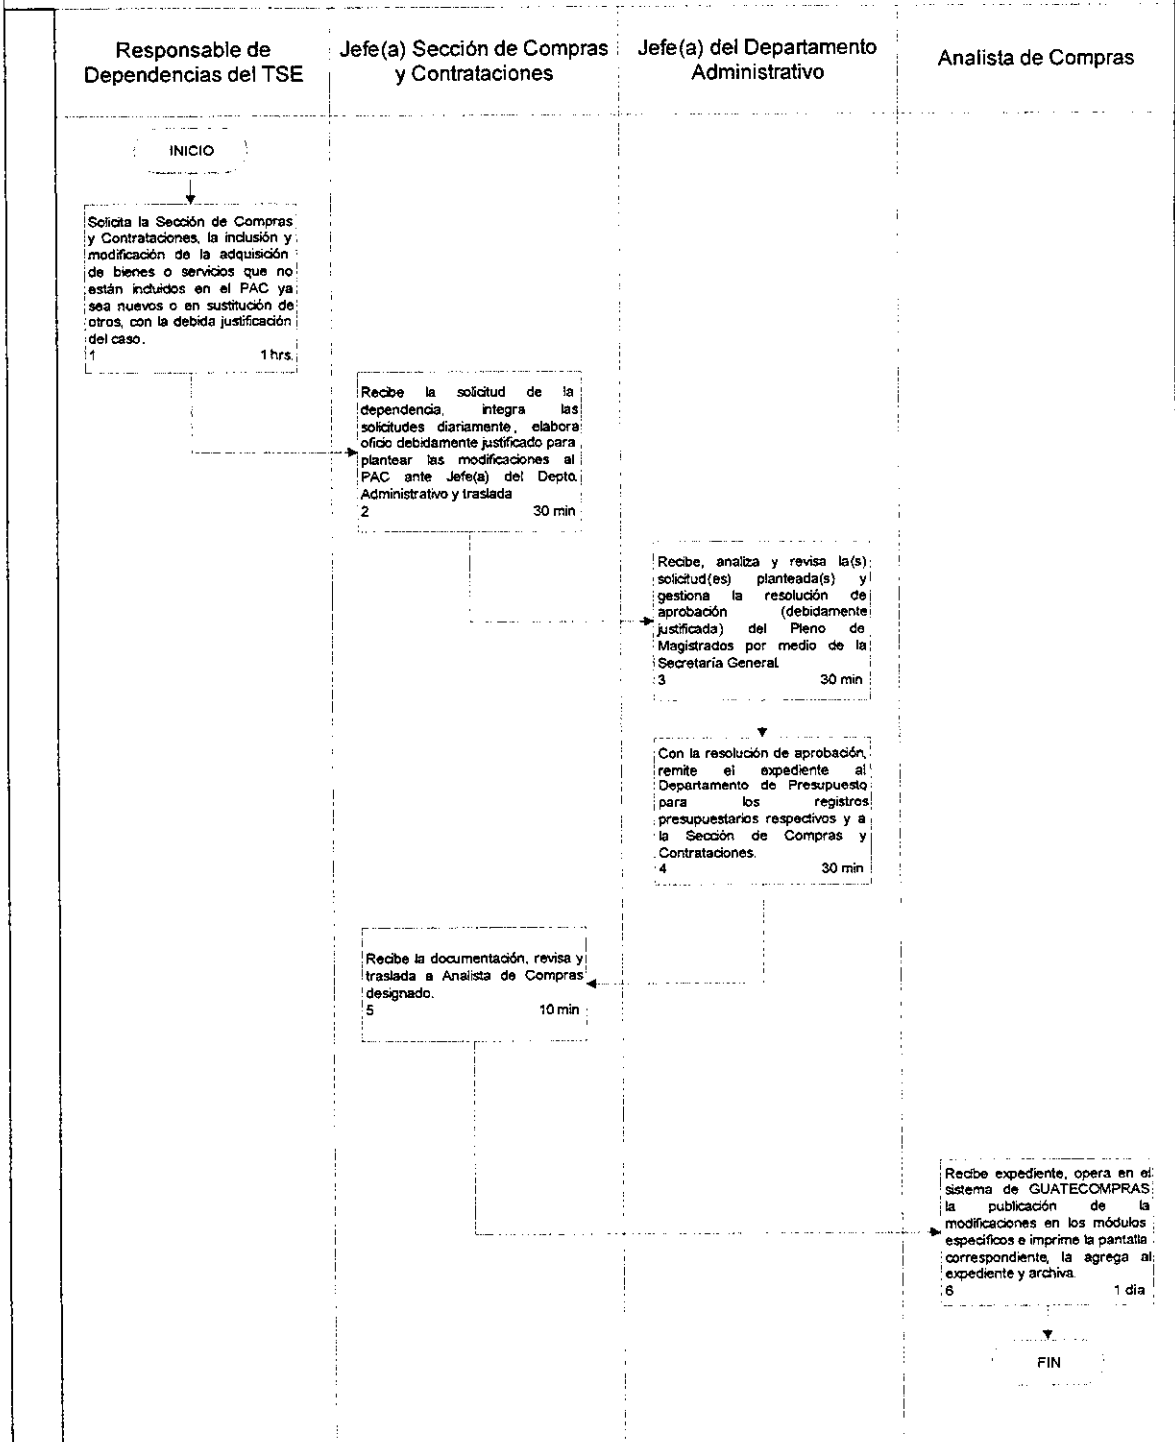 Responsable de
Dependencias del TSE
Jefe(a) Sección de Compras
y Contrataciones
Jefe(a) del Departamento
Administrativo
Analista de Compras
INICIO
Solicita la Sección de Compras
y Contrataciones, la inclusión y
modificación de la adquisición
de bienes o servicios que no
están incluidos en el PAC ya
sea nuevos o en sustitución de
otros, con la debida justificación
del caso.
1 1 hrs.
Recibe la solicitud de la
dependencia, integra las
solicitudes diariamente, elabora
oficio debidamente justificado para
plantear las modificaciones al
PAC ante Jefe(a) del Depto.
Administrativo y traslada
2 30 min
Recibe, analiza y revisa la(s)
solicitud(es) planteada(s) y
gestiona la resolución de
aprobación (debidamente
justificada) del Pleno de
Magistrados por medio de la
Secretaría General.
3 30 min
Con la resolución de aprobación,
remite el expediente al
Departamento de Presupuesto
para los registros
presupuestarios respectivos y a
la Sección de Compras y
Contrataciones.
4 30 min
Recibe la documentación, revisa y
traslada a Analista de Compras
designado.
5 10 min
Recibe expediente, opera en el
sistema de GUATECOMPRAS
la publicación de la
modificaciones en los módulos
específicos e imprime la pantalla
correspondiente, la agrega al
expediente y archiva.
6 1 dia
FIN